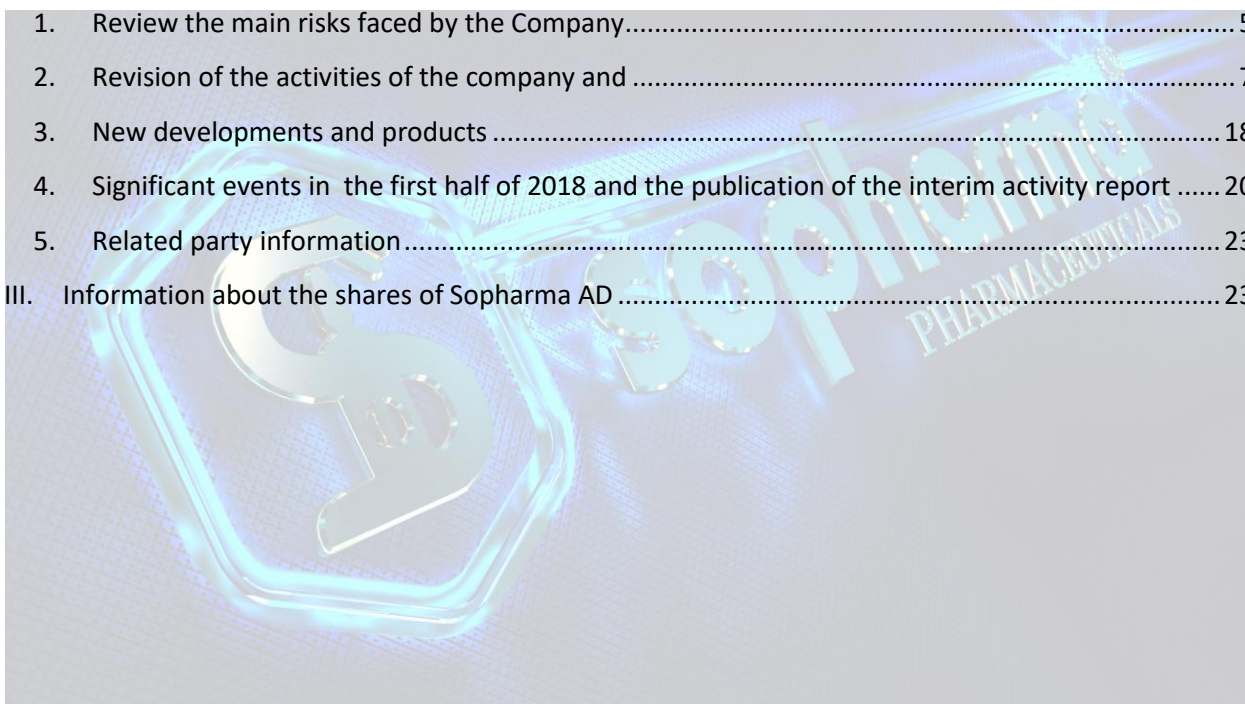 1. Review the main risks faced by the Company.......................................................................................... 5
2. Revision of the activities of the company and ......................................................................................... 7
3. New developments and products ............................................................................................................. 18
4. Significant events in  the first half of 2018 and the publication of the interim activity report ...... 20
5. Related party information......................................................................................................................... 23
III. Information about the shares of Sopharma AD ...................................................................................... 23
sopharma
PHARMACEUTICALS